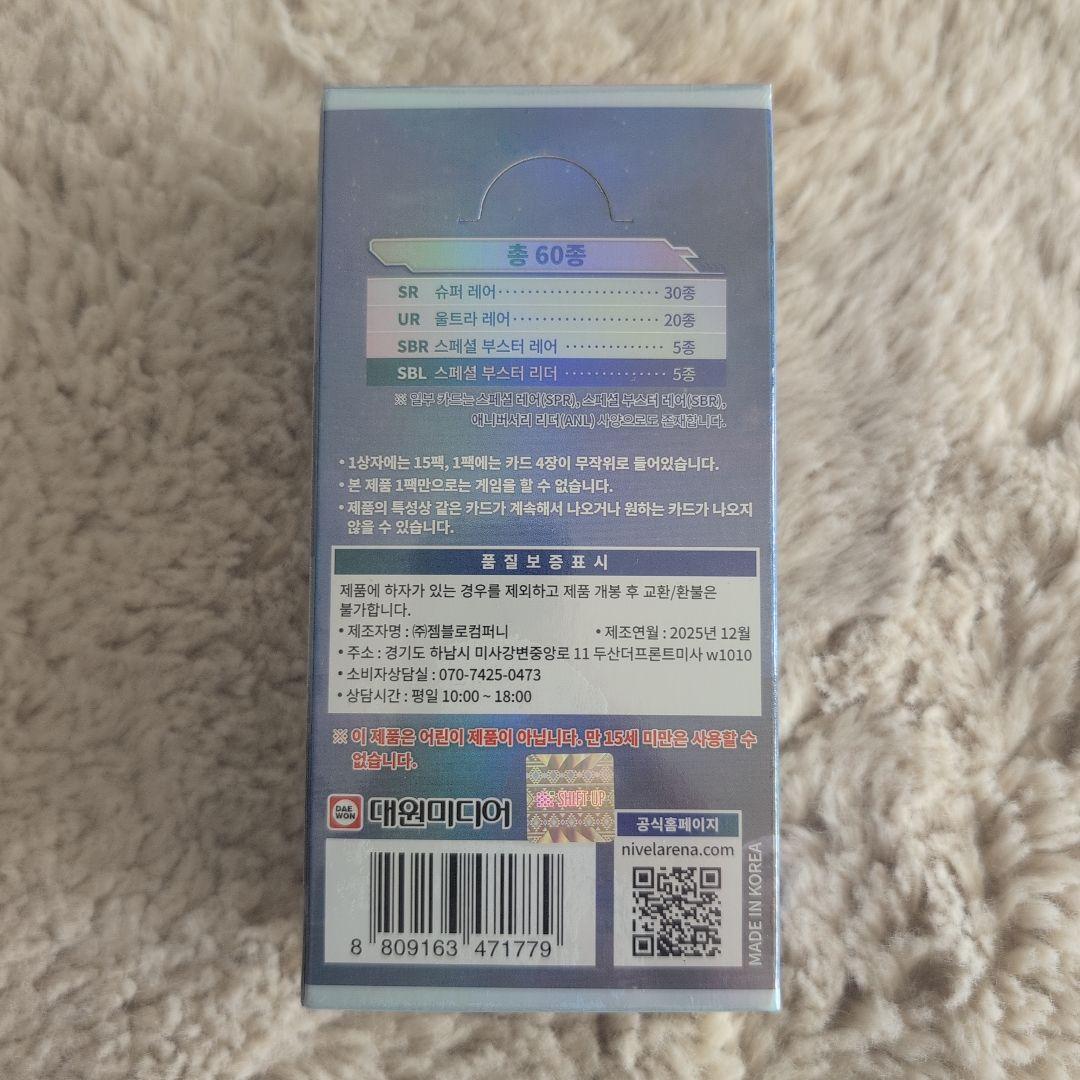 총 60종
SR 슈퍼 레어 30종
UR 울트라 레어 20종
SBR 스페셜 부스터 레어 5종
SBL 스페셜 부스터 리더 5종
※ 일부 카드는 스페셜 레어(SPR), 스페셜 부스터 레어(SBR),
애니버서리 리더(ANL) 사양으로도 존재합니다.
• 1상자에는 15팩, 1팩에는 카드 4장이 무작위로 들어있습니다.
• 본 제품 1팩만으로는 게임을 할 수 없습니다.
• 제품의 특성상 같은 카드가 계속해서 나오거나 원하는 카드가 나오지
않을 수 있습니다.
품질보증표시
제품에 하자가 있는 경우를 제외하고 제품 개봉 후 교환/환불은
불가합니다.
• 제조자명 : ㈜젬블로컴퍼니 • 제조연월 : 2025년 12월
• 주소 : 경기도 하남시 미사강변중앙로 11 두산더프론트미사 w1010
• 소비자상담실 : 070-7425-0473
• 상담시간 : 평일 10:00 ~ 18:00
※ 이 제품은 어린이 제품이 아닙니다. 만 15세 미만은 사용할 수
없습니다.
SHIFT UP
DAE WON 대원미디어
공식홈페이지
nivelarena.com
MADE IN KOREA
8 809163 471779